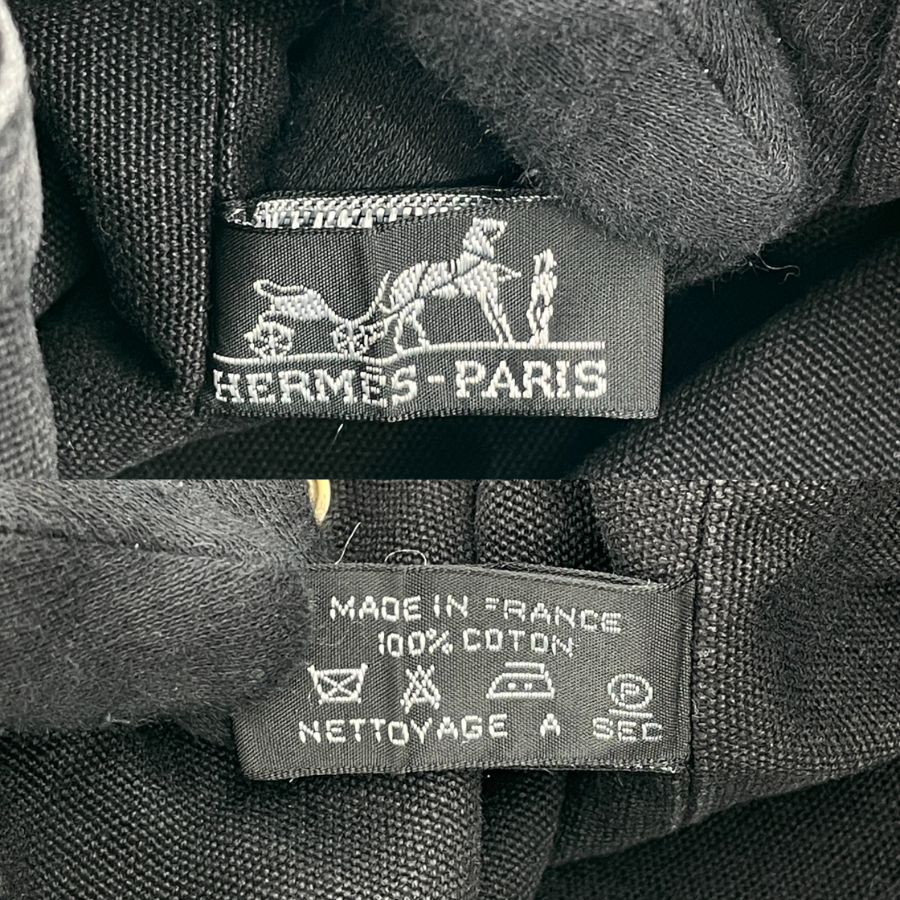 HERMÈS-PARIS
MADE IN FRANCE
100% COTON
P
NETTOYAGE A SEC